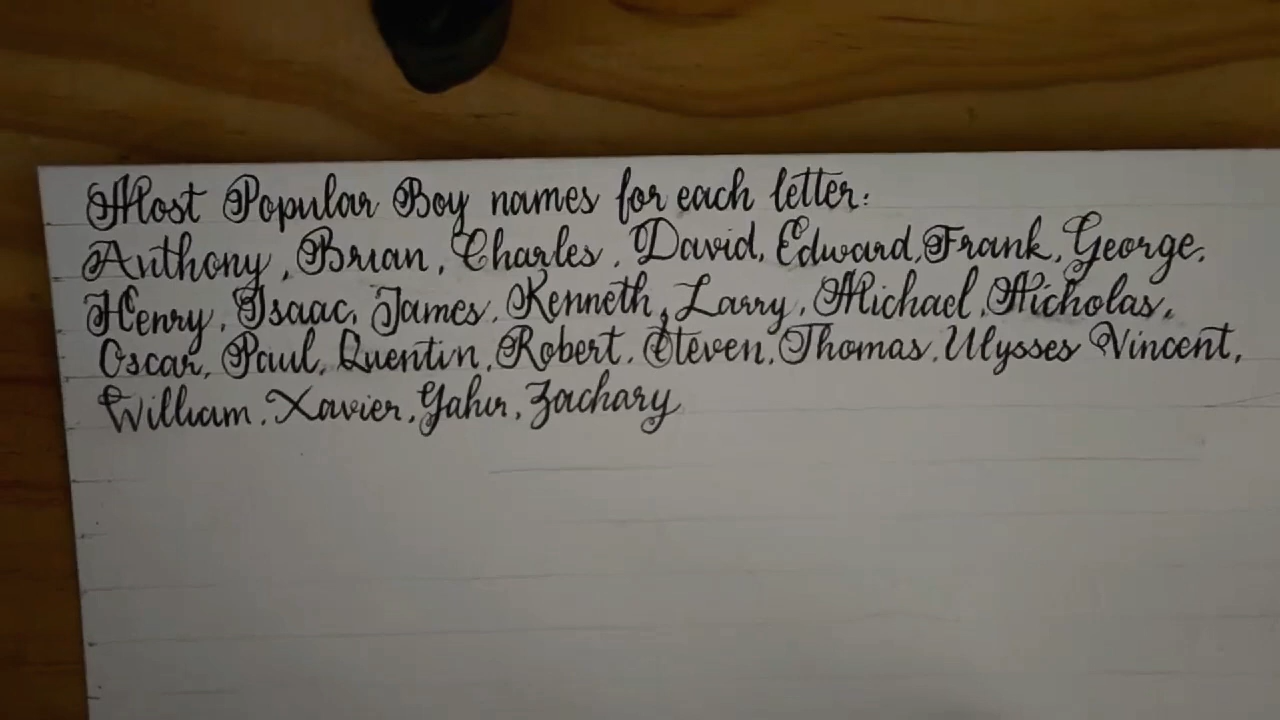 Most Popular Boy names for each letter:
Anthony, Brian, Charles, David, Edward, Frank, George,
Henry, Isaac, James, Kenneth, Larry, Michael, Nicholas,
Oscar, Paul, Quentin, Robert, Steven, Thomas, Ulysses Vincent,
William, Xavier, Yahir, Zachary